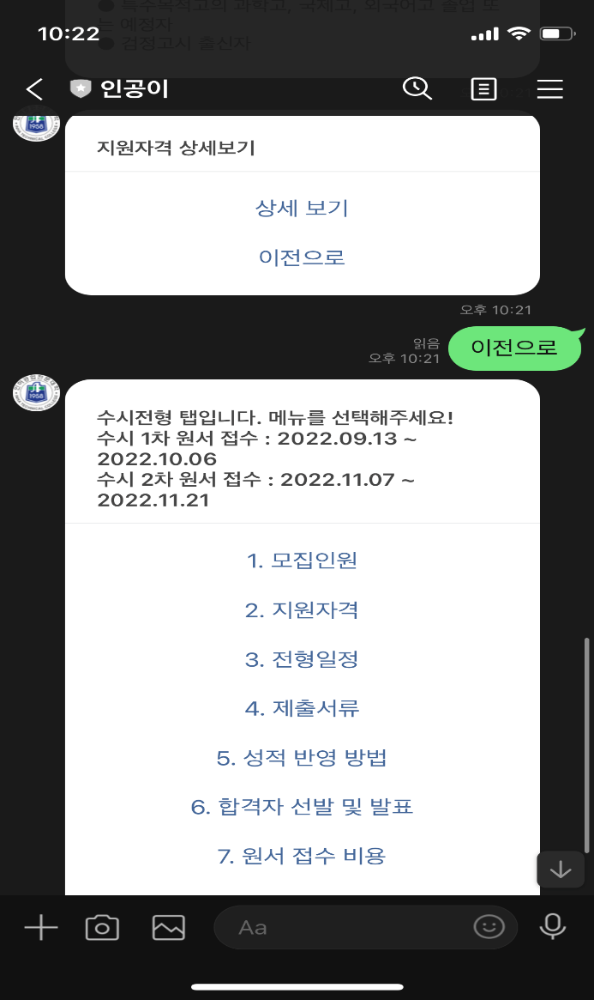 ● 특수목적고의 과학고, 국제고, 외국어고 졸업 또
는 예정자
● 검정고시 출신자
10:22
인공이
지원자격 상세보기
상세 보기
이전으로
오후 10:21
읽음
오후 10:21
이전으로
1958
수시전형 탭입니다. 메뉴를 선택해주세요!
수시 1차 원서 접수 : 2022.09.13 ~
2022.10.06
수시 2차 원서 접수 : 2022.11.07 ~
2022.11.21
1. 모집인원
2. 지원자격
3. 전형일정
4. 제출서류
5. 성적 반영 방법
6. 합격자 선발 및 발표
7. 원서 접수 비용
Aa